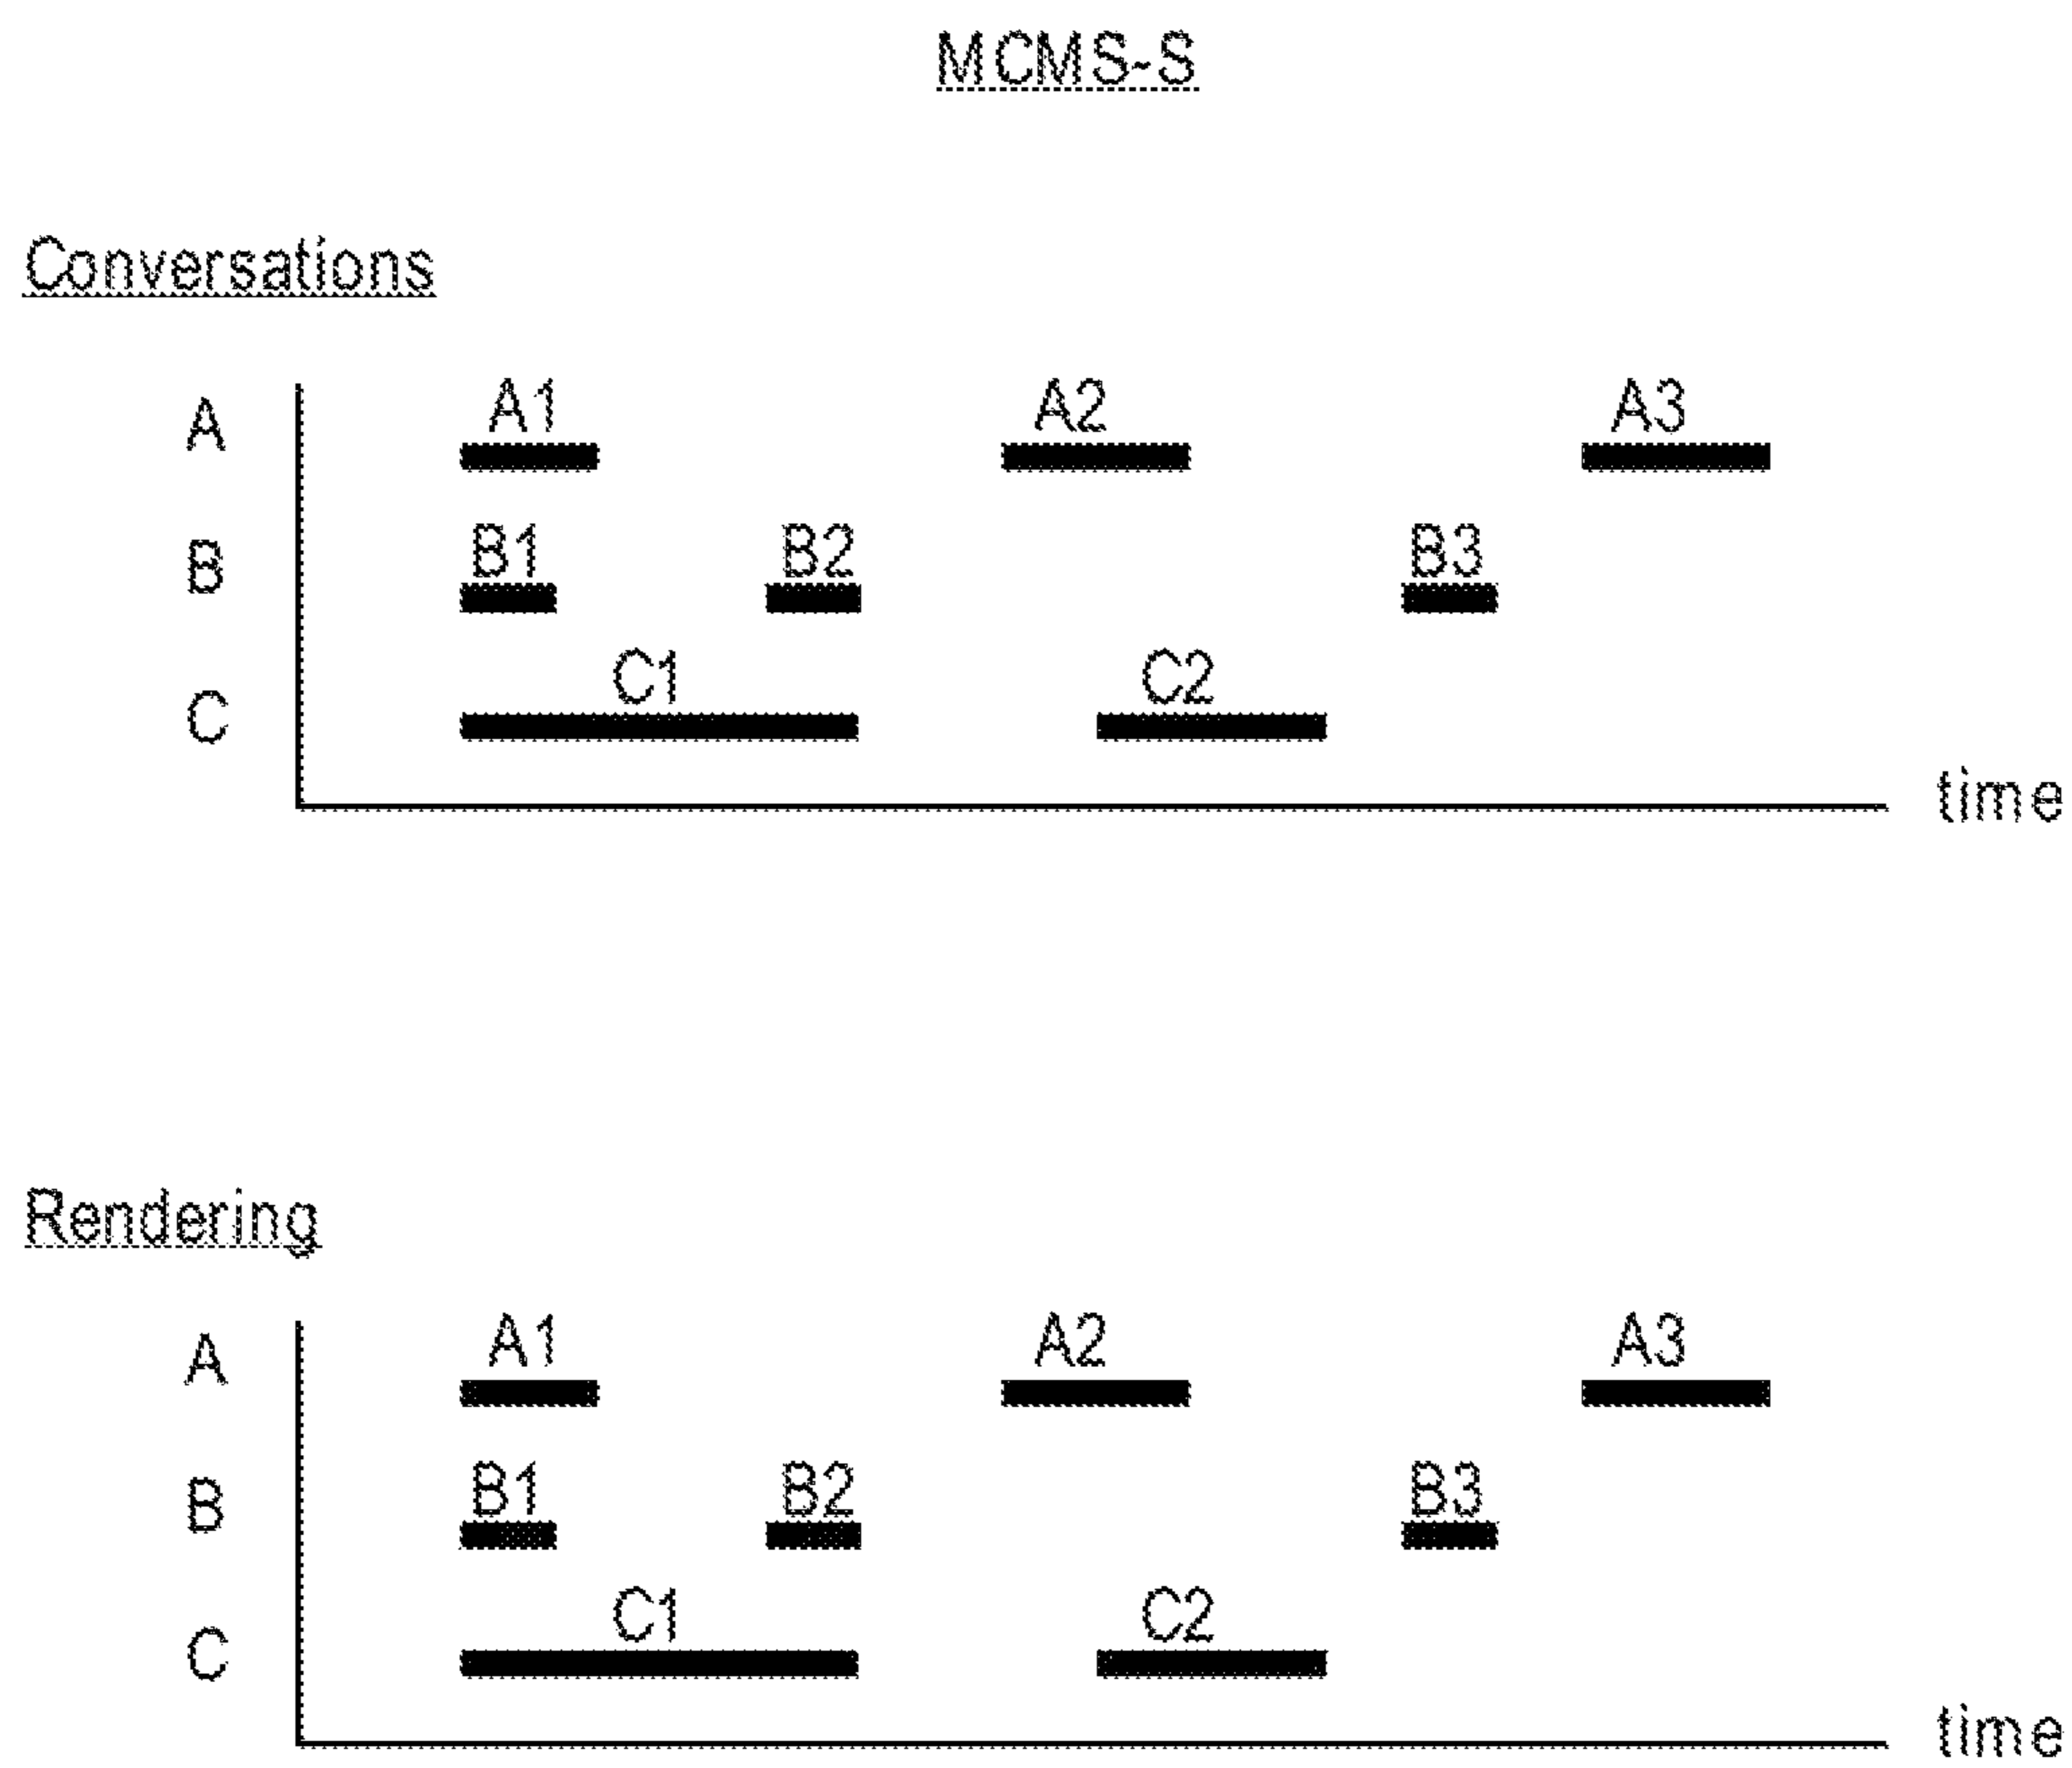 MCMS-S
Conversations
A A1 A2 A3
B B1 B2 B3
C C1 C2
time
Rendering
A A1 A2 A3
B B1 B2 B3
C C1 C2
time